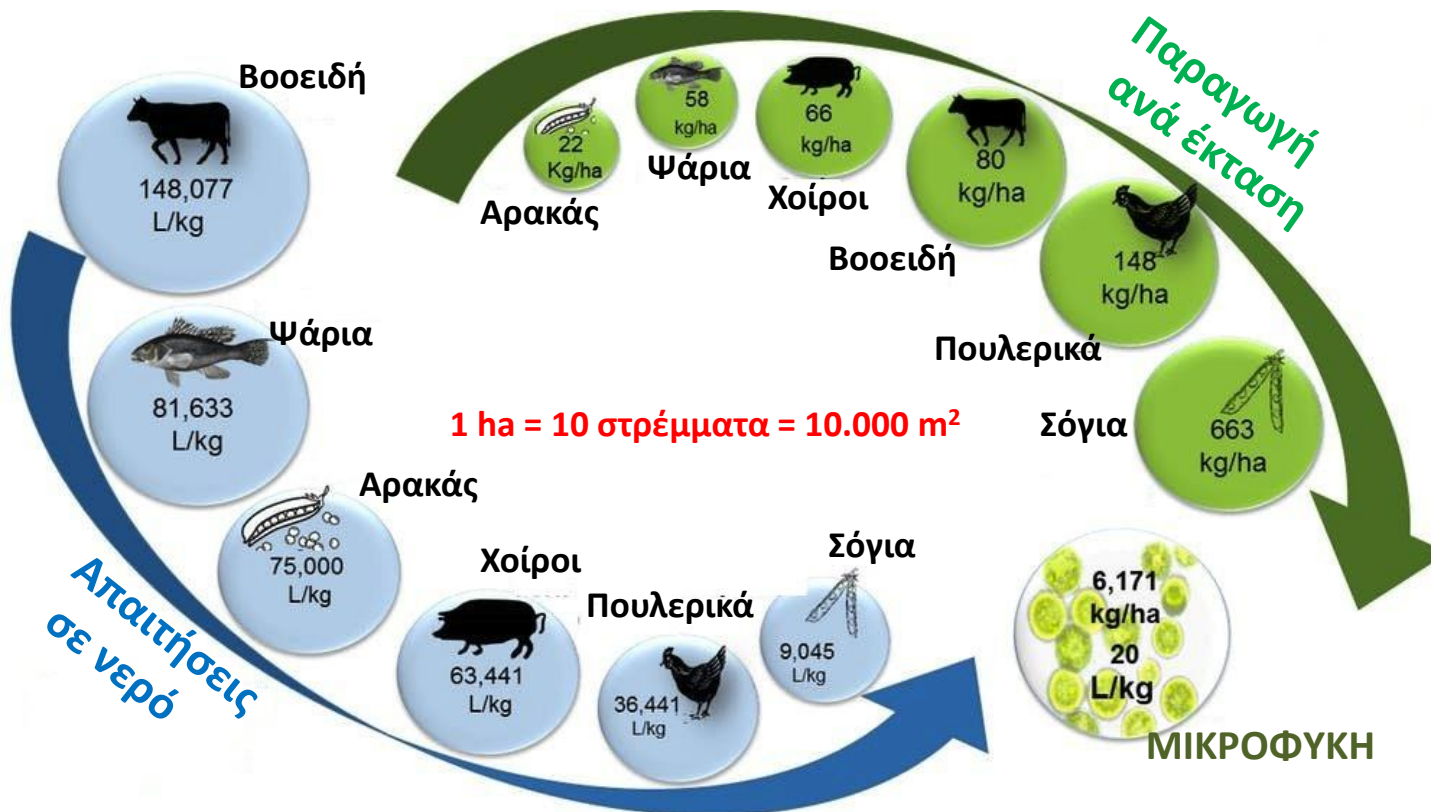 Βοοειδή
148,077
L/kg
Ψάρια
81,633
L/kg
Αρακάς
75,000
L/kg
Χοίροι
63,441
L/kg
Πουλερικά
36,441
L/kg
Σόγια
9,045
L/kg
Απαιτήσεις
σε νερό
22
Kg/ha
Αρακάς
58
kg/ha
Ψάρια
66
kg/ha
Χοίροι
80
kg/ha
Βοοειδή
148
kg/ha
Πουλερικά
663
kg/ha
Σόγια
Παραγωγή
ανά έκταση
1 ha = 10 στρέμματα = 10.000 m²
6,171
kg/ha
20
L/kg
ΜΙΚΡΟΦΥΚΗ